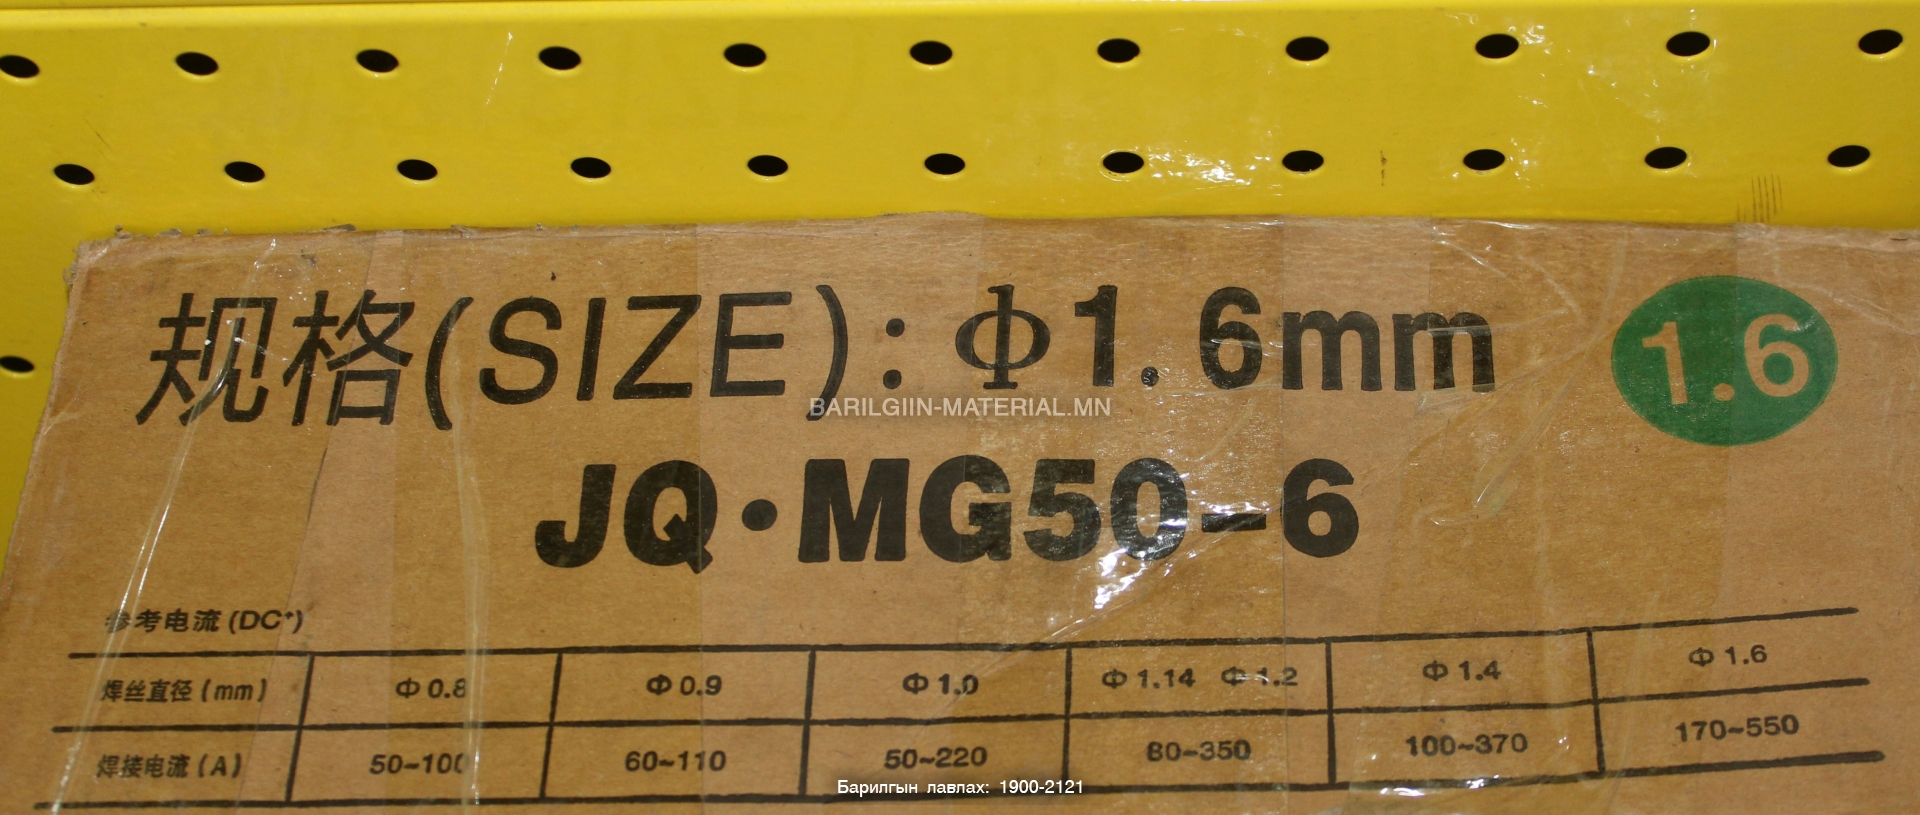 规格(SIZE):Φ1.6mm
1.6
BARILGIIN-MATERIAL.MN
JQ·MG50-6
参考电流(DC⁺)
焊丝直径(mm) Φ0.8 Φ0.9 Φ1.0 Φ1.14 Φ1.2 Φ1.4 Φ1.6
焊接电流(A) 50~100 60~110 50~220 80~350 100~370 170~550
Барилгын лавлах: 1900-2121